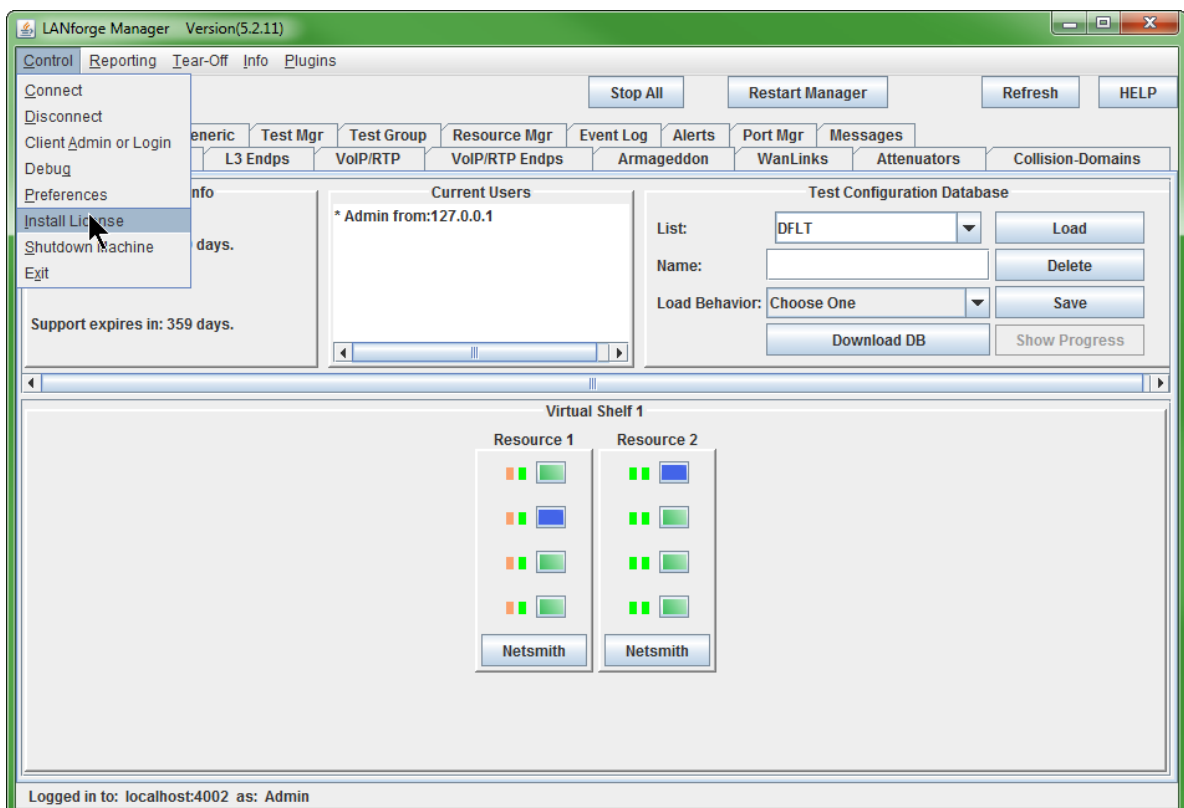 LANforge Manager Version(5.2.11)
Control Reporting Tear-Off Info Plugins
Connect
Disconnect
Client Admin or Login
Debug
Preferences
Install License
Shutdown Machine
Exit
Stop All Restart Manager Refresh HELP
eneric Test Mgr Test Group Resource Mgr Event Log Alerts Port Mgr Messages
L3 Endps VoIP/RTP VoIP/RTP Endps Armageddon WanLinks Attenuators Collision-Domains
nfo
days.
Support expires in: 359 days.
Current Users
* Admin from:127.0.0.1
Test Configuration Database
List: DFLT Load
Name: Delete
Load Behavior: Choose One Save
Download DB Show Progress
Virtual Shelf 1
Resource 1 Resource 2
Netsmith Netsmith
Logged in to: localhost:4002 as: Admin